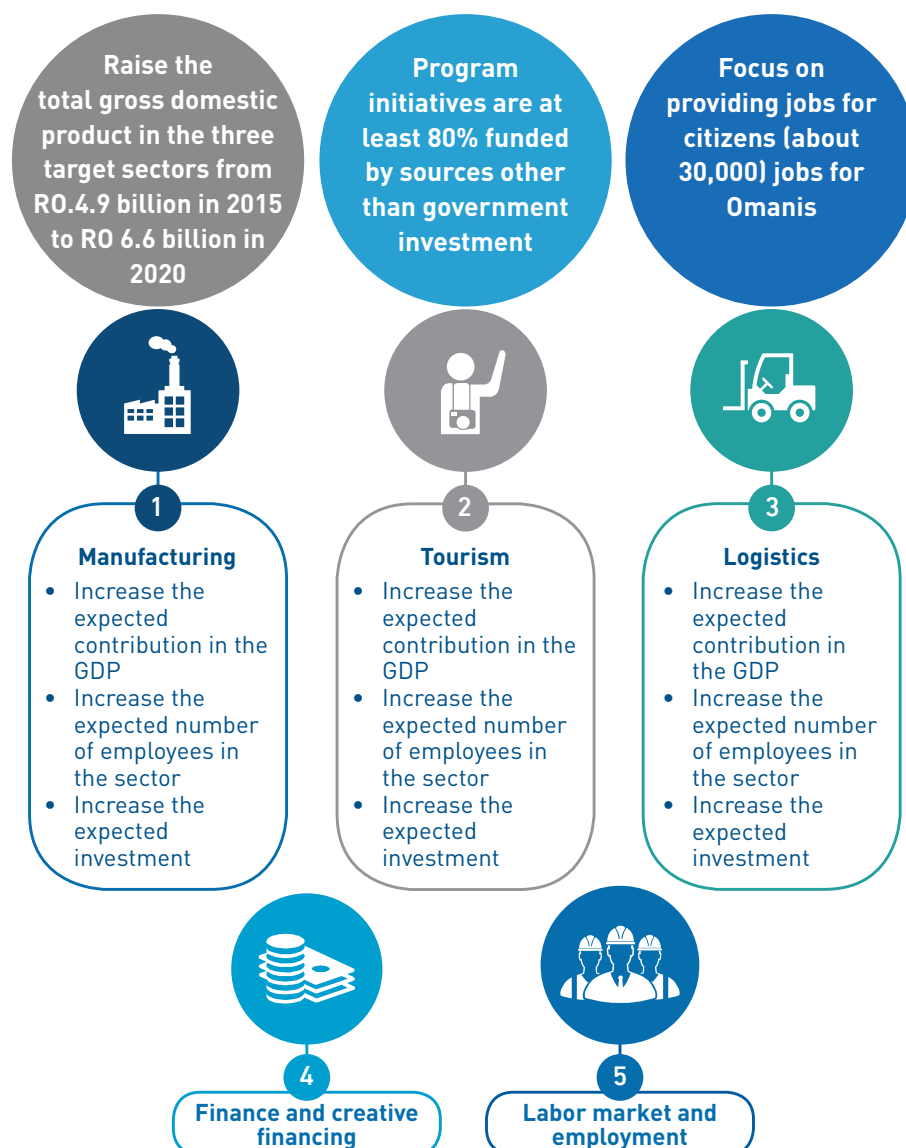 Raise the
total gross domestic
product in the three
target sectors from
RO.4.9 billion in 2015
to RO 6.6 billion in
2020
Program
initiatives are at
least 80% funded
by sources other
than government
investment
Focus on
providing jobs for
citizens (about
30,000) jobs for
Omanis
1
Manufacturing
• Increase the
expected
contribution in the
GDP
• Increase the
expected number
of employees in
the sector
• Increase the
expected
investment
2
Tourism
• Increase the
expected
contribution in the
GDP
• Increase the
expected number
of employees in
the sector
• Increase the
expected
investment
3
Logistics
• Increase the
expected
contribution in
the GDP
• Increase the
expected number
of employees in
the sector
• Increase the
expected
investment
4
Finance and creative
financing
5
Labor market and
employment